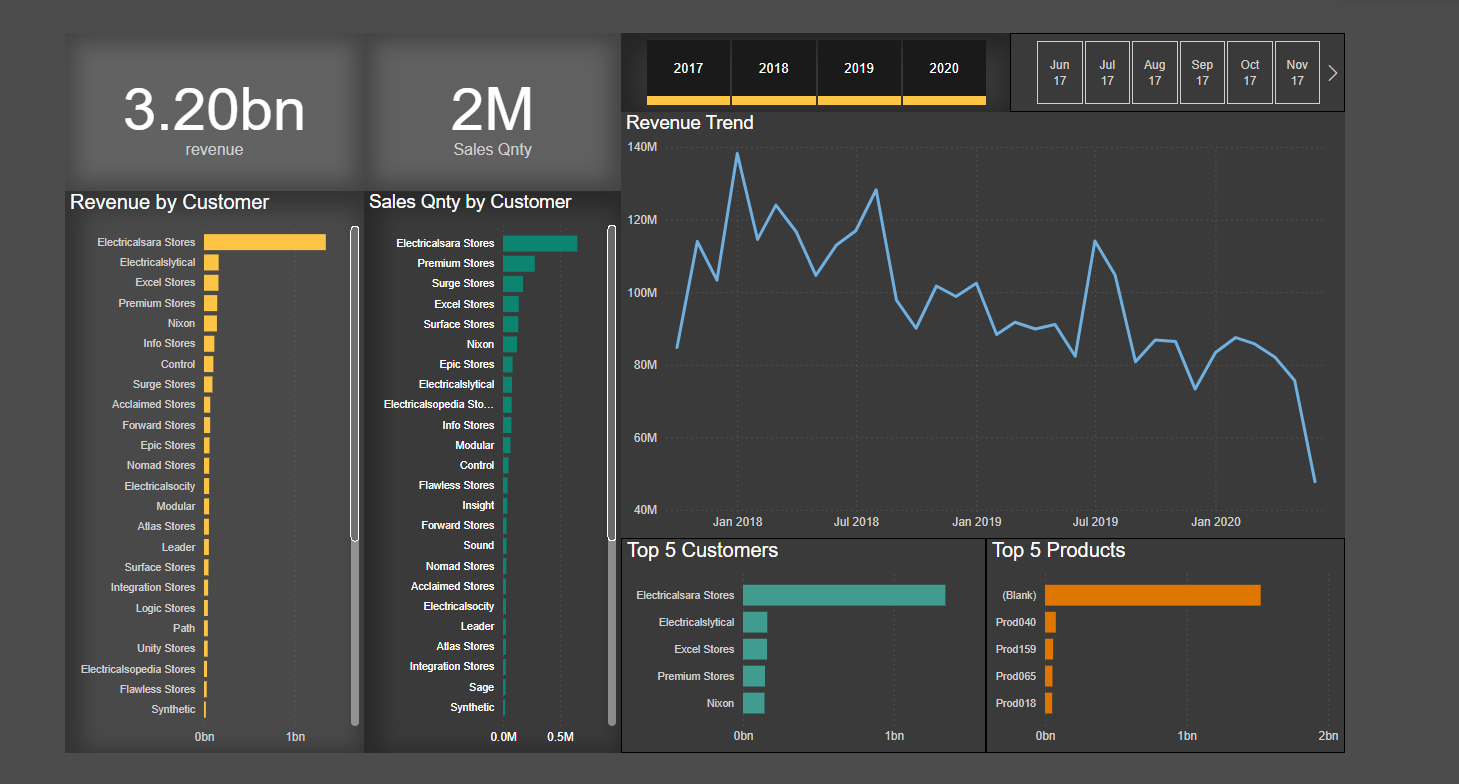 3.20bn
revenue
2M
Sales Qnty
2017
2018
2019
2020
Jun
17
Jul
17
Aug
17
Sep
17
Oct
17
Nov
17
Revenue by Customer
Electricalsara Stores
Electricalslytical
Excel Stores
Premium Stores
Nixon
Info Stores
Control
Surge Stores
Acclaimed Stores
Forward Stores
Epic Stores
Nomad Stores
Electricalsocity
Modular
Atlas Stores
Leader
Surface Stores
Integration Stores
Logic Stores
Path
Unity Stores
Electricalsopedia Stores
Flawless Stores
Synthetic
0bn
1bn
Sales Qnty by Customer
Electricalsara Stores
Premium Stores
Surge Stores
Excel Stores
Surface Stores
Nixon
Epic Stores
Electricalslytical
Electricalsopedia Sto...
Info Stores
Modular
Control
Flawless Stores
Insight
Forward Stores
Sound
Nomad Stores
Acclaimed Stores
Electricalsocity
Leader
Atlas Stores
Integration Stores
Sage
Synthetic
0.0M
0.5M
Revenue Trend
140M
120M
100M
80M
60M
40M
Jan 2018
Jul 2018
Jan 2019
Jul 2019
Jan 2020
Top 5 Customers
Electricalsara Stores
Electricalslytical
Excel Stores
Premium Stores
Nixon
0bn
1bn
Top 5 Products
(Blank)
Prod040
Prod159
Prod065
Prod018
0bn
1bn
2bn